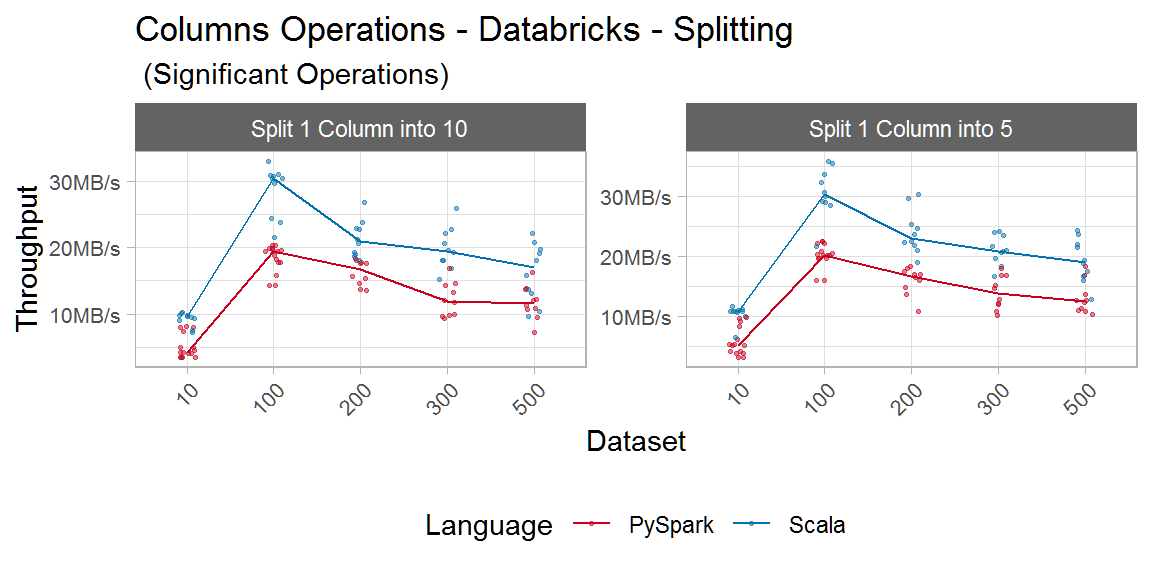 Columns Operations - Databricks - Splitting
(Significant Operations)
Split 1 Column into 10
Split 1 Column into 5
Throughput
30MB/s
20MB/s
10MB/s
30MB/s
20MB/s
10MB/s
10 100 200 300 500
10 100 200 300 500
Dataset
Language PySpark Scala